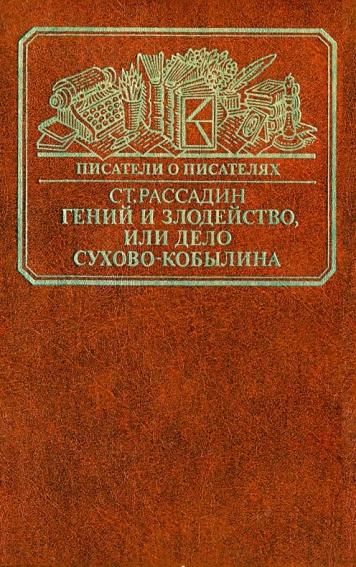 ПИСАТЕЛИ О ПИСАТЕЛЯХ
СТ.РАССАДИН
ГЕНИЙ И ЗЛОДЕЙСТВО,
ИЛИ ДЕЛО
СУХОВО-КОБЫЛИНА